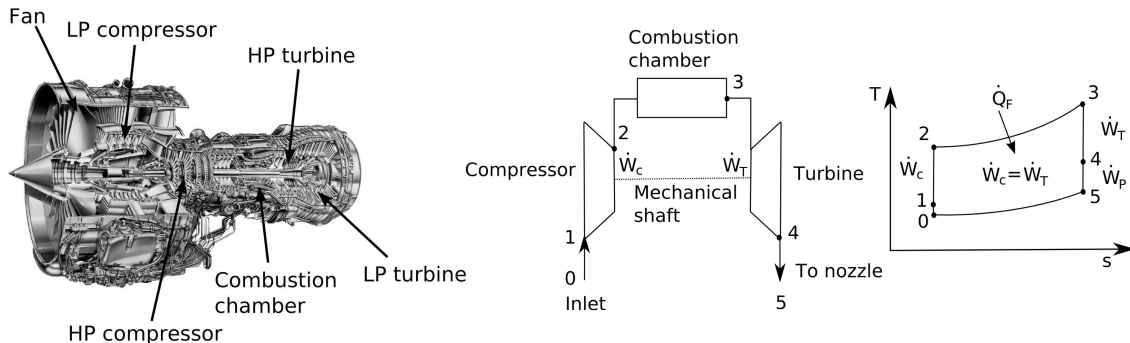 Fan
LP compressor
HP turbine
LP turbine
Combustion
chamber
HP compressor
Combustion
chamber
3
2
Ẇc
ẆT
Compressor
Turbine
Mechanical
shaft
1
4
0
Inlet
To nozzle
5
T
Q̇F
3
2
ẆT
Ẇc
Ẇc=ẆT
4
ẆP
1
5
0
s